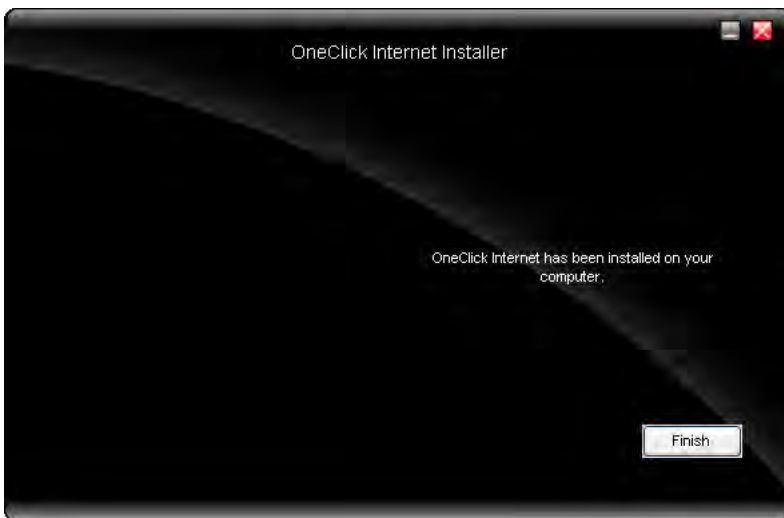 OneClick Internet Installer
OneClick Internet has been installed on your
computer.
Finish